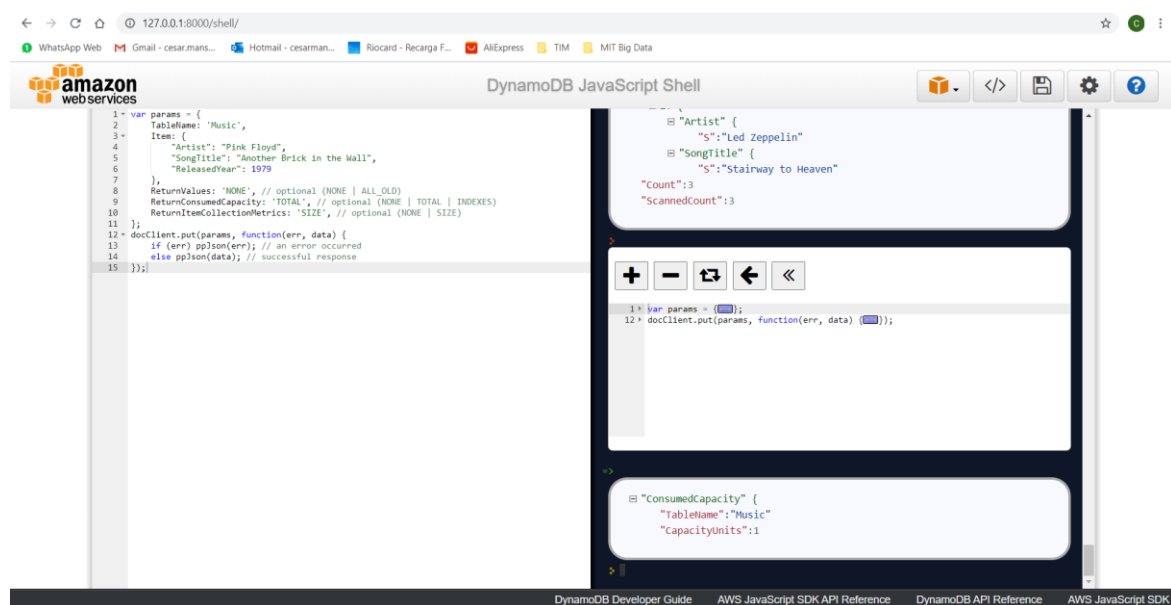 127.0.0.1:8000/shell/
C
WhatsApp Web Gmail - cesar.mans... Hotmail - cesarman... Riocard - Recarga F... AliExpress TIM MIT Big Data
amazon
webservices
DynamoDB JavaScript Shell
1 var params = {
2 TableName: 'Music',
3 Item: {
4 "Artist": "Pink Floyd",
5 "SongTitle": "Another Brick in the Wall",
6 "ReleasedYear": 1979
7 },
8 ReturnValues: 'NONE', // optional (NONE | ALL_OLD)
9 ReturnConsumedCapacity: 'TOTAL', // optional (NONE | TOTAL | INDEXES)
10 ReturnItemCollectionMetrics: 'SIZE', // optional (NONE | SIZE)
11 };
12 docClient.put(params, function(err, data) {
13 if (err) ppJson(err); // an error occurred
14 else ppJson(data); // successful response
15 });
"Artist" {
"S":"Led Zeppelin"
"SongTitle" {
"S":"Stairway to Heaven"
"Count":3
"ScannedCount":3
>
1 var params = {};
12 docClient.put(params, function(err, data) {});
=>
"ConsumedCapacity" {
"TableName":"Music"
"CapacityUnits":1
>
DynamoDB Developer Guide AWS JavaScript SDK API Reference DynamoDB API Reference AWS JavaScript SDK